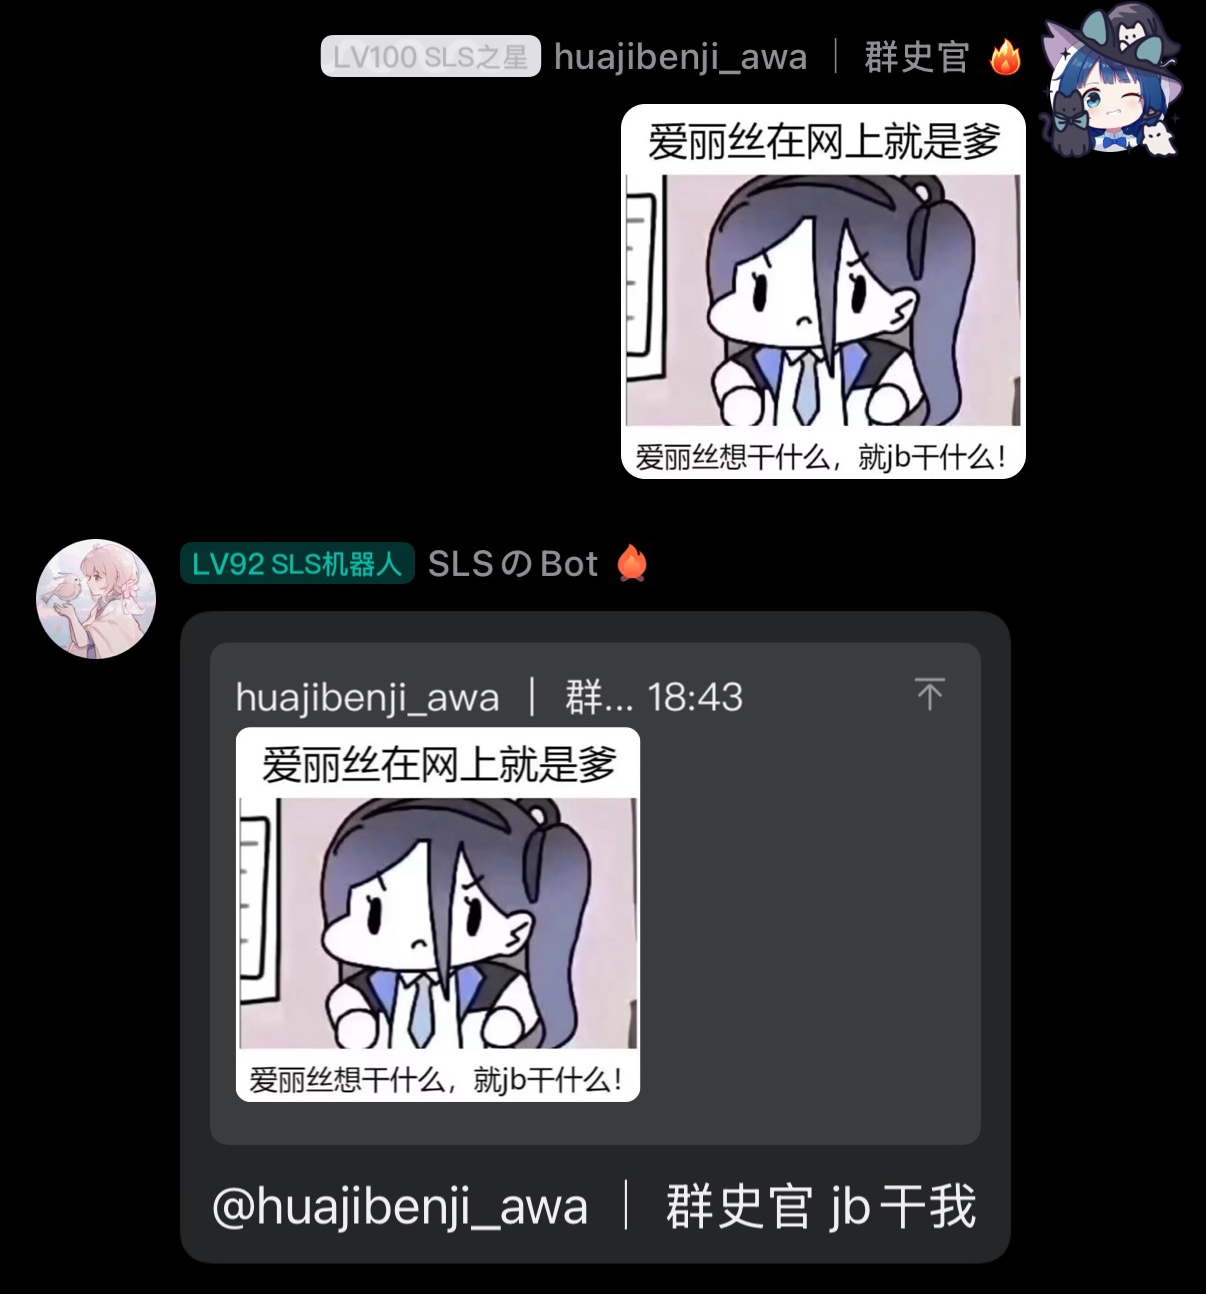 LV100 SLS之星 huajibenji_awa ｜ 群史官 🔥
爱丽丝在网上就是爹
爱丽丝想干什么，就jb干什么！
LV92 SLS机器人 SLSのBot 🔥
huajibenji_awa ｜ 群... 18:43
爱丽丝在网上就是爹
爱丽丝想干什么，就jb干什么！
@huajibenji_awa ｜ 群史官 jb干我